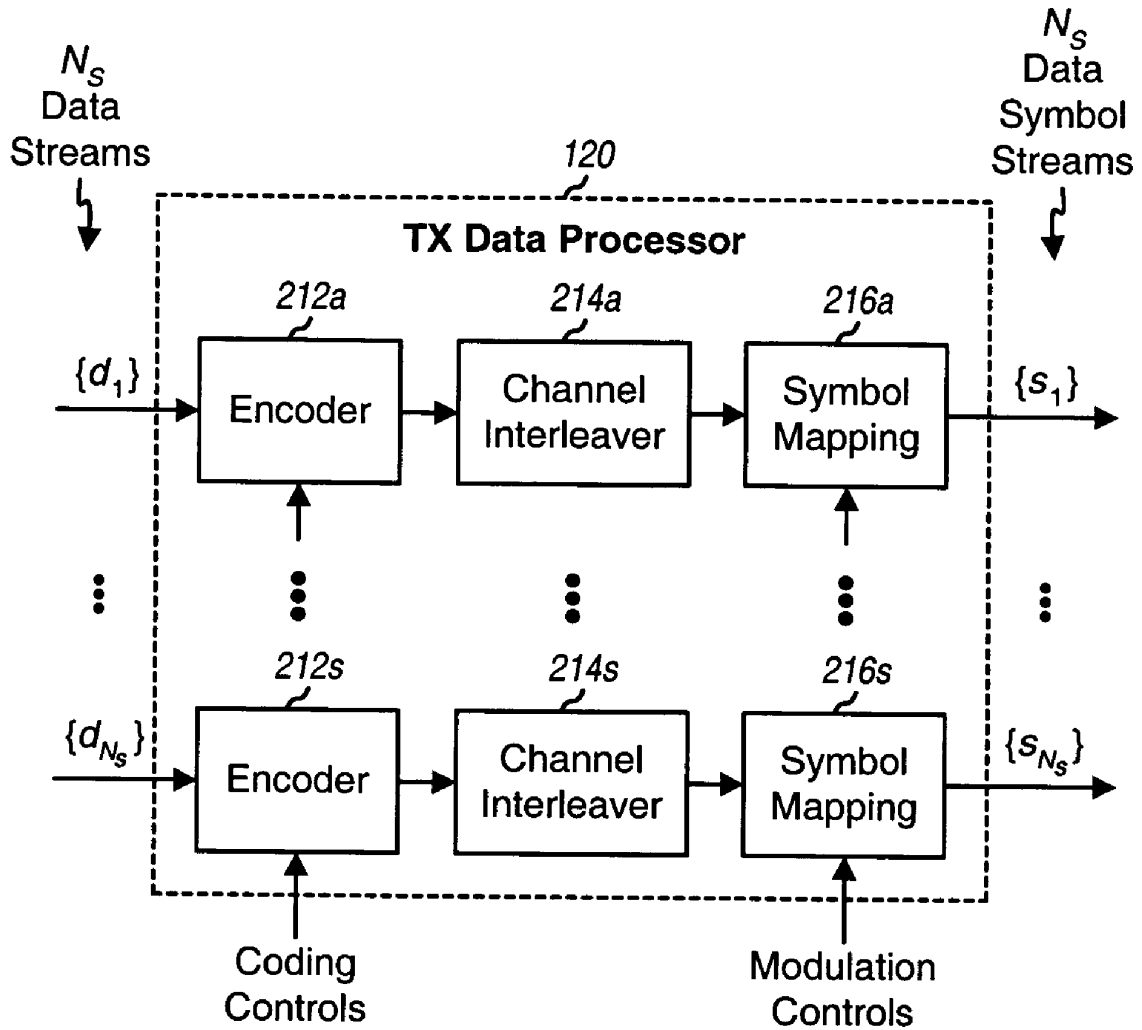 N_S
Data
Streams
N_S
Data
Symbol
Streams
120
TX Data Processor
212a
214a
216a
{d_1}
Encoder
Channel
Interleaver
Symbol
Mapping
{s_1}
212s
214s
216s
{d_{N_S}}
Encoder
Channel
Interleaver
Symbol
Mapping
{s_{N_S}}
Coding
Controls
Modulation
Controls